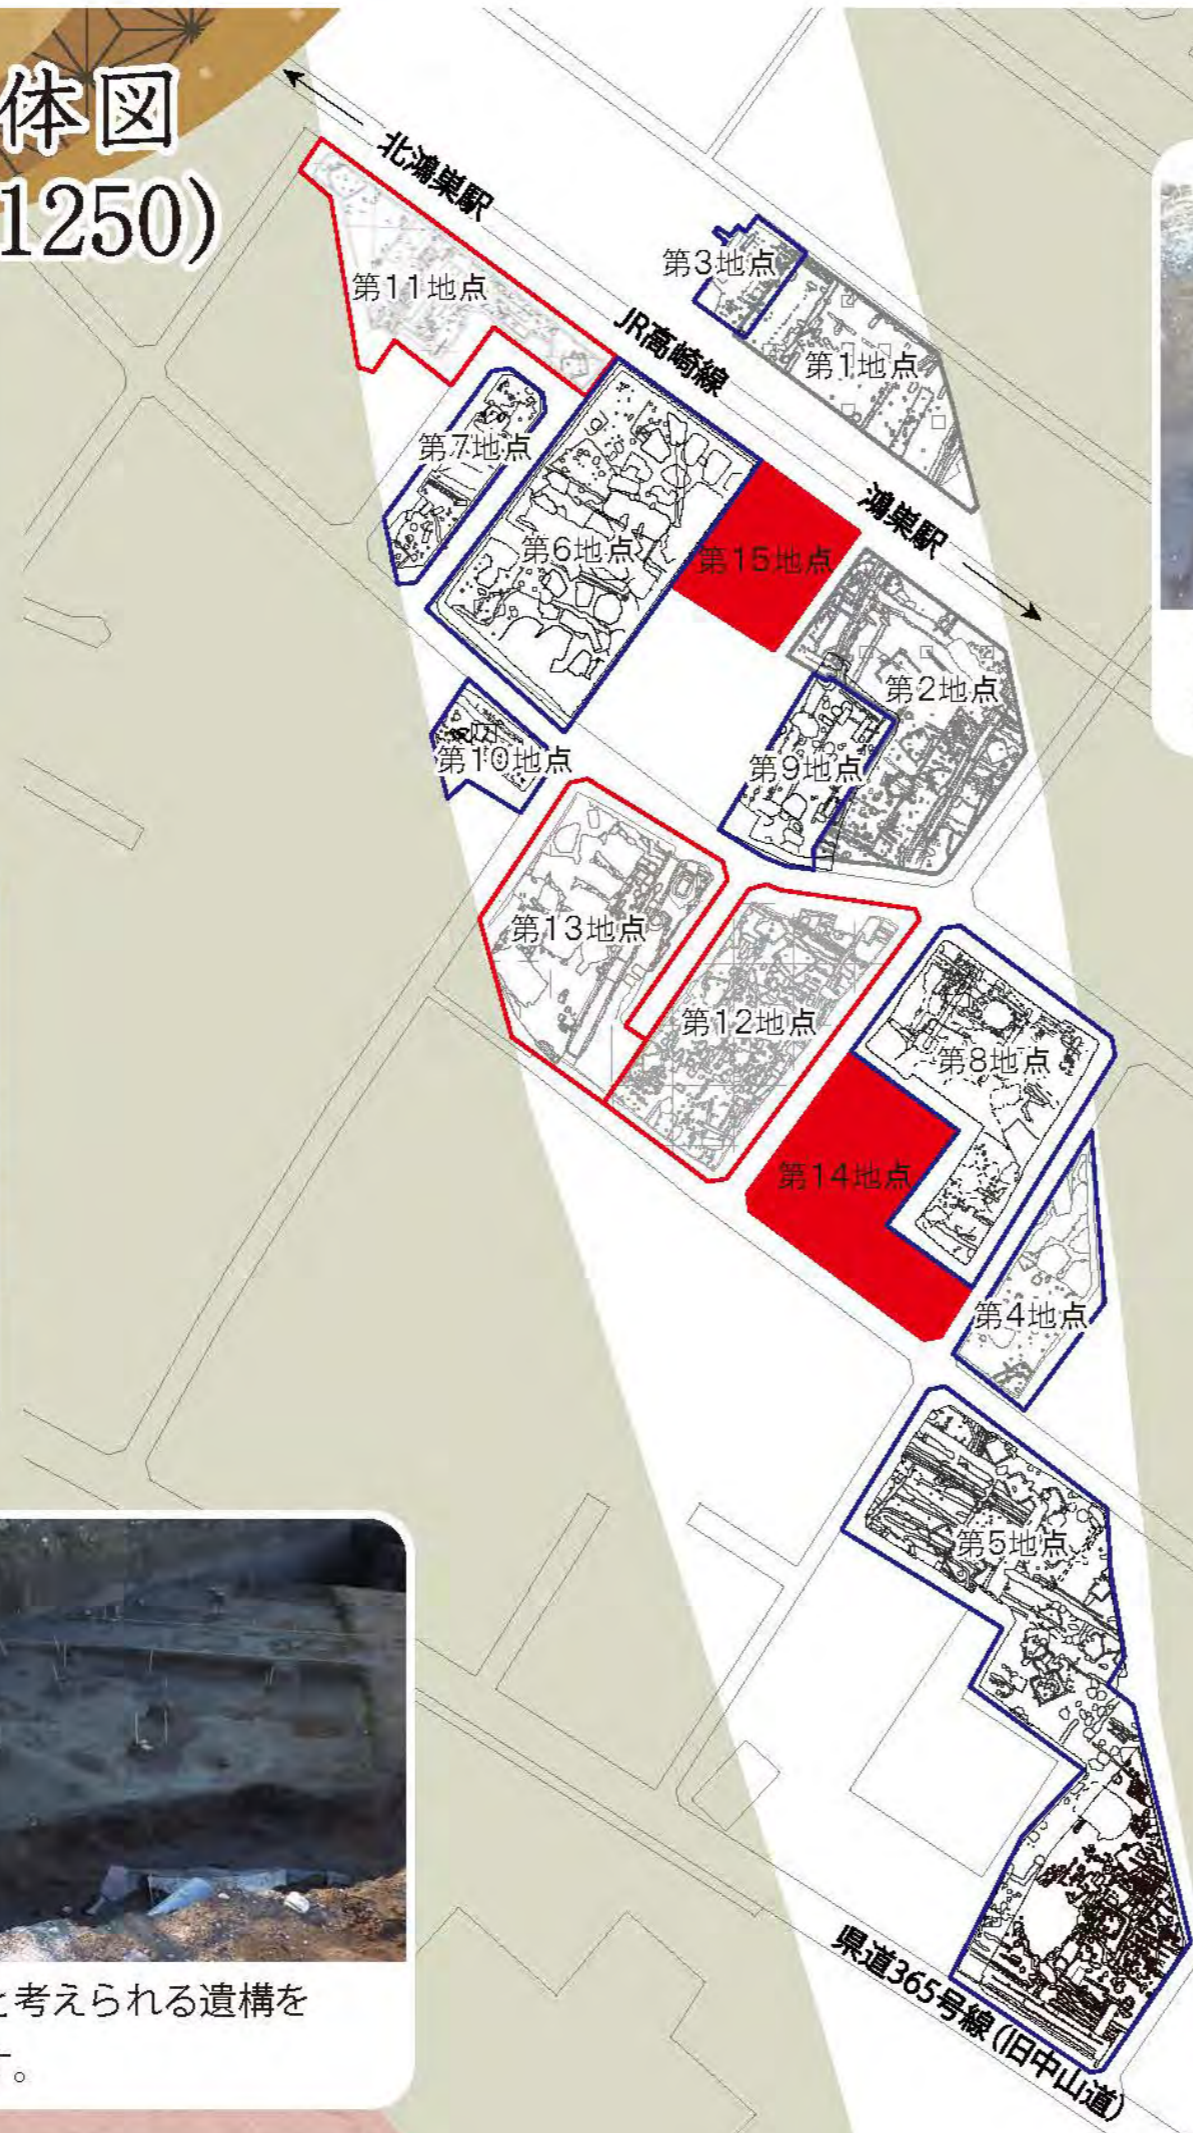 体図
1250)
北鴻巣駅
第3地点
第11地点
JR高崎線
第1地点
第7地点
鴻巣駅
第6地点
第15地点
第2地点
第10地点
第9地点
第13地点
第12地点
第8地点
第14地点
第4地点
第5地点
県道365号線(旧中山道)
と考えられる遺構を
す。